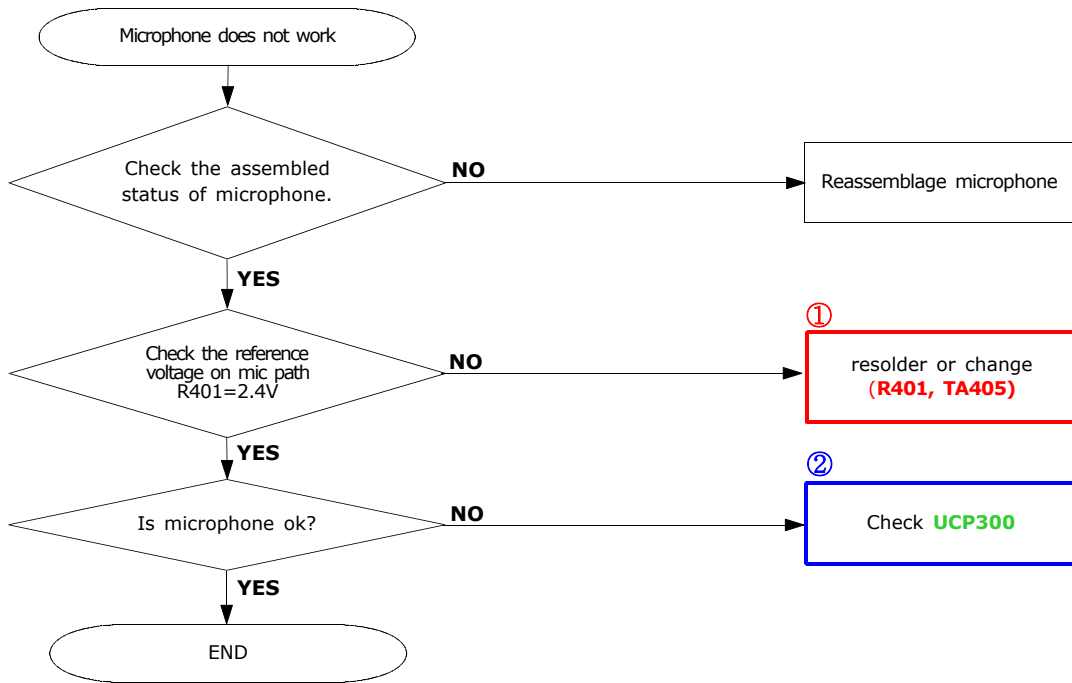 Microphone does not work
Check the assembled
status of microphone.
NO
Reassemblage microphone
YES
①
Check the reference
voltage on mic path
R401=2.4V
NO
resolder or change
(R401, TA405)
YES
②
Is microphone ok?
NO
Check UCP300
YES
END